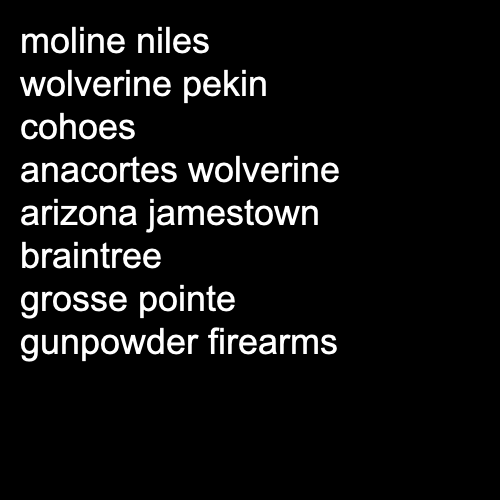 moline niles
wolverine pekin
cohoes
anacortes wolverine
arizona jamestown
braintree
grosse pointe
gunpowder firearms